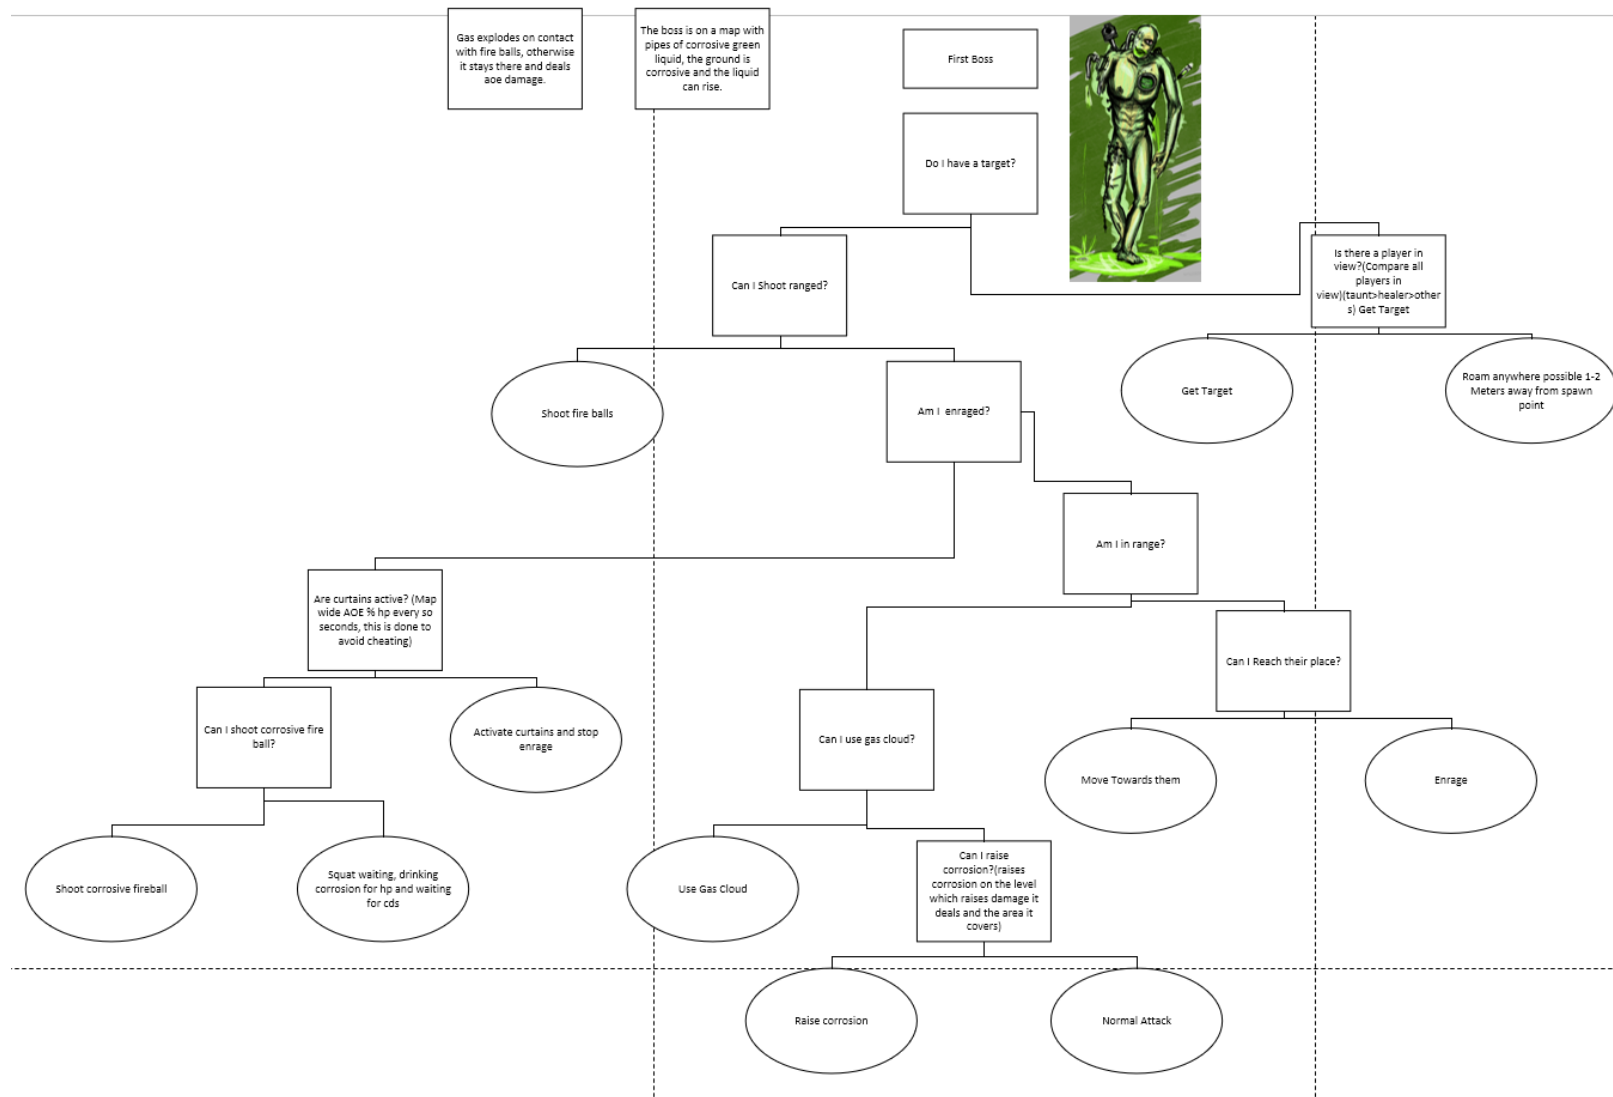 Gas explodes on contact
with fire balls, otherwise
it stays there and deals
aoe damage.
The boss is on a map with
pipes of corrosive green
liquid, the ground is
corrosive and the liquid
can rise.
First Boss
Do I have a target?
Can I Shoot ranged?
Is there a player in
view?(Compare all
players in
view)(taunt>healer>other
s) Get Target
Shoot fire balls
Am I enraged?
Get Target
Roam anywhere possible 1-2
Meters away from spawn
point
Am I in range?
Are curtains active? (Map
wide AOE % hp every so
seconds, this is done to
avoid cheating)
Can I Reach their place?
Can I shoot corrosive fire
ball?
Activate curtains and stop
enrage
Can I use gas cloud?
Move Towards them
Enrage
Shoot corrosive fireball
Squat waiting, drinking
corrosion for hp and waiting
for cds
Use Gas Cloud
Can I raise
corrosion?(raises
corrosion on the level
which raises damage it
deals and the area it
covers)
Raise corrosion
Normal Attack